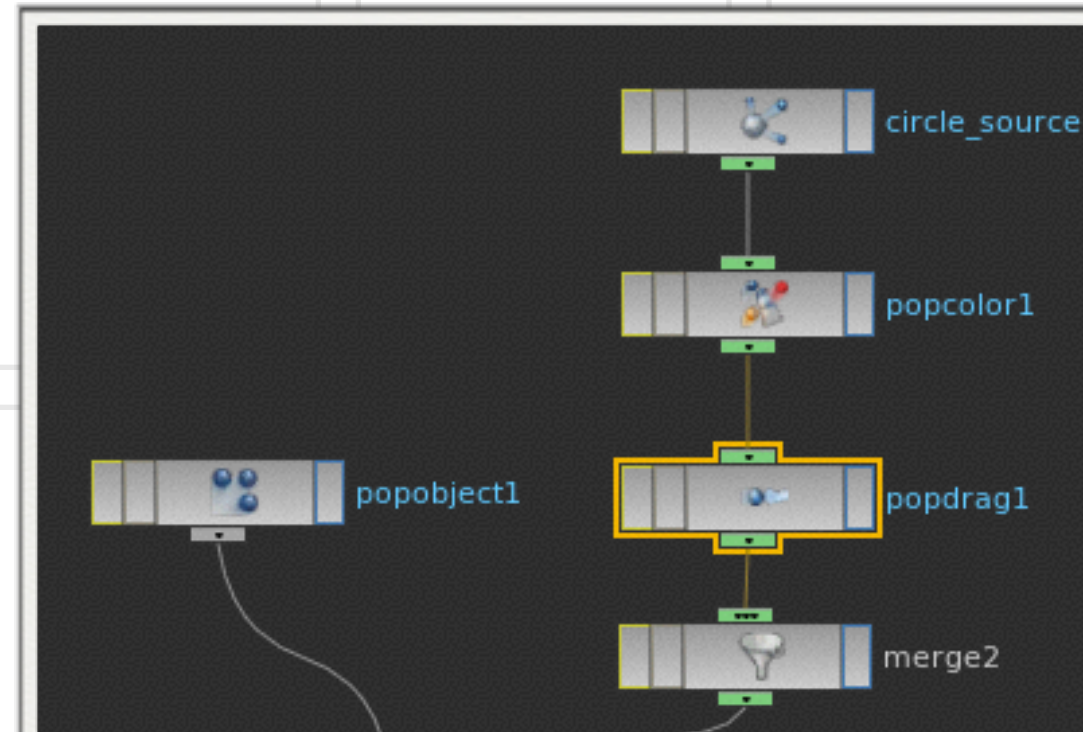 circle_source
popcolor1
popobject1
popdrag1
merge2